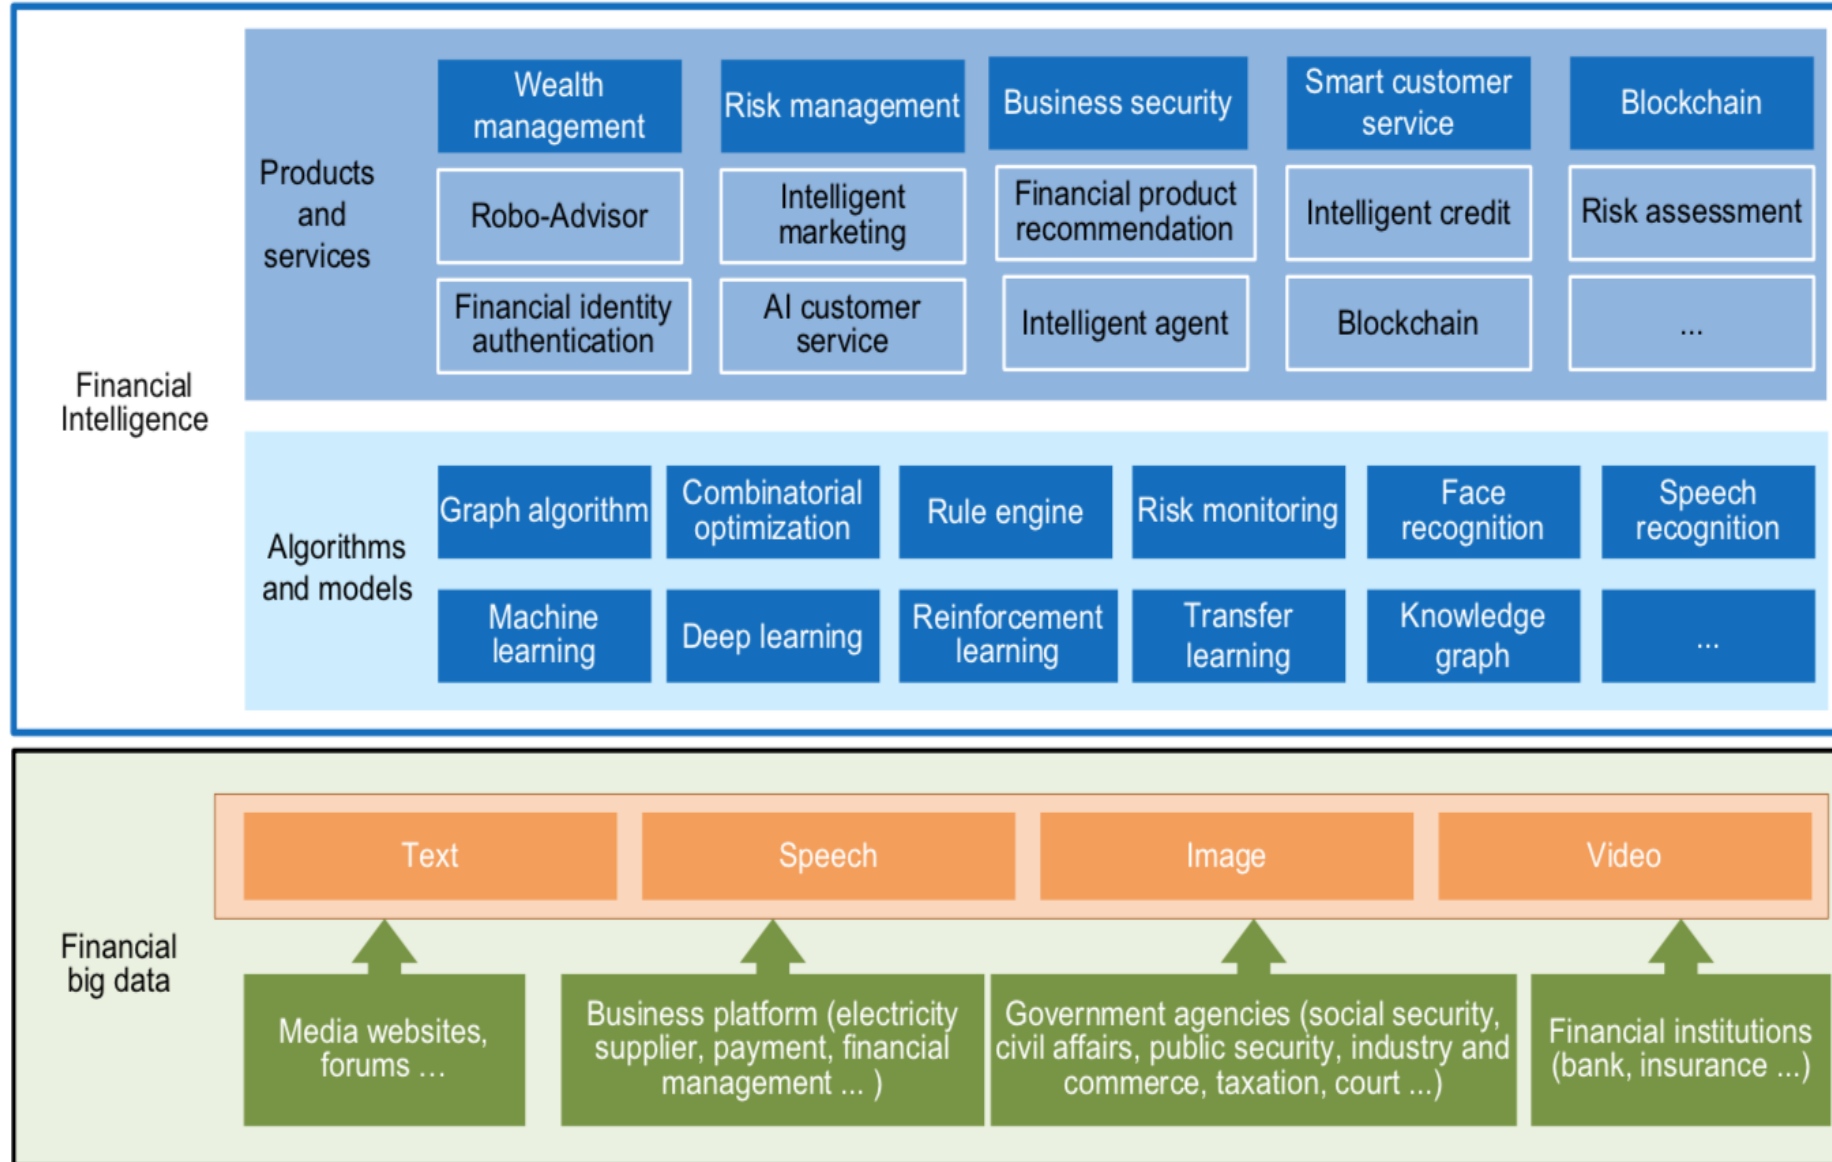 Financial
Intelligence
Products
and
services
Wealth
management
Risk management
Business security
Smart customer
service
Blockchain
Robo-Advisor
Intelligent
marketing
Financial product
recommendation
Intelligent credit
Risk assessment
Financial identity
authentication
AI customer
service
Intelligent agent
Blockchain
...
Algorithms
and models
Graph algorithm
Combinatorial
optimization
Rule engine
Risk monitoring
Face
recognition
Speech
recognition
Machine
learning
Deep learning
Reinforcement
learning
Transfer
learning
Knowledge
graph
...
Financial
big data
Text
Speech
Image
Video
Media websites,
forums ...
Business platform (electricity
supplier, payment, financial
management ... )
Government agencies (social security,
civil affairs, public security, industry and
commerce, taxation, court ...)
Financial institutions
(bank, insurance ...)